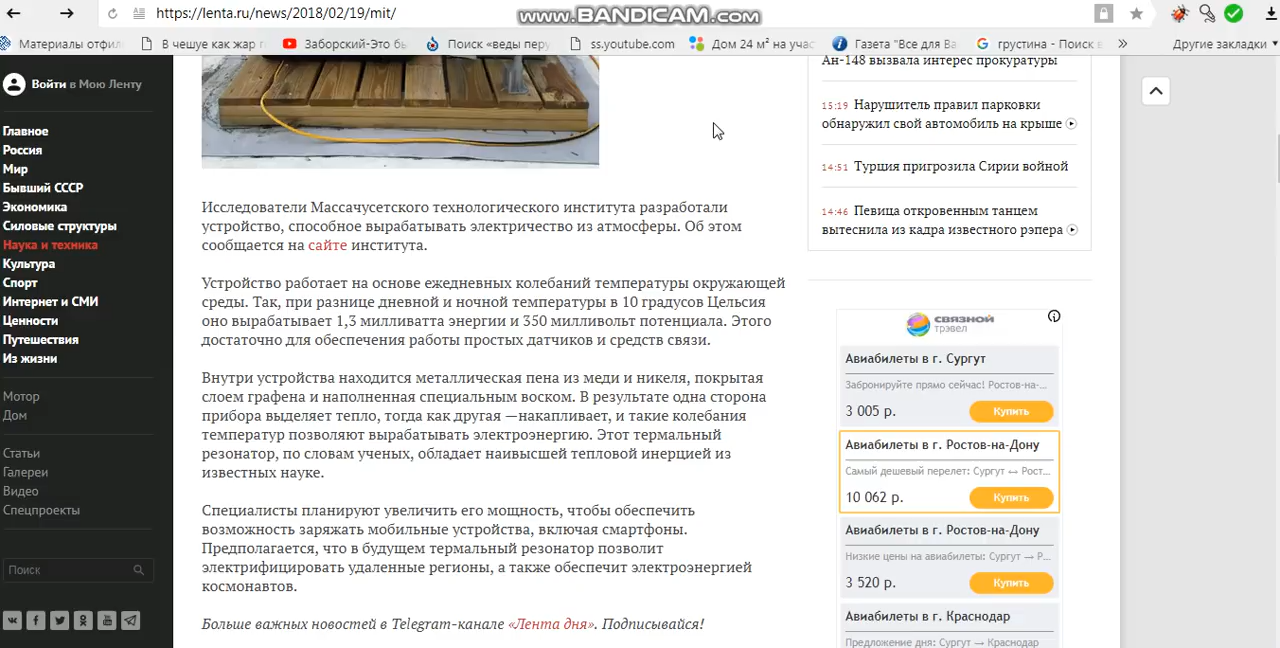 https://lenta.ru/news/2018/02/19/mit/
www.BANDICAM.com
Материалы отфил
В чешуе как жар г
Заборский-Это бы
Поиск «веды перу
ss.youtube.com
Дом 24 м² на учас
Газета "Все для Ва
грустина - Поиск в
»
Другие закладки
Войти в Мою Ленту
Главное
Россия
Мир
Бывший СССР
Экономика
Силовые структуры
Наука и техника
Культура
Спорт
Интернет и СМИ
Ценности
Путешествия
Из жизни
Мотор
Дом
Статьи
Галереи
Видео
Спецпроекты
Поиск
Исследователи Массачусетского технологического института разработали
устройство, способное вырабатывать электричество из атмосферы. Об этом
сообщается на сайте института.
Устройство работает на основе ежедневных колебаний температуры окружающей
среды. Так, при разнице дневной и ночной температуры в 10 градусов Цельсия
оно вырабатывает 1,3 милливатта энергии и 350 милливольт потенциала. Этого
достаточно для обеспечения работы простых датчиков и средств связи.
Внутри устройства находится металлическая пена из меди и никеля, покрытая
слоем графена и наполненная специальным воском. В результате одна сторона
прибора выделяет тепло, тогда как другая —накапливает, и такие колебания
температур позволяют вырабатывать электроэнергию. Этот термальный
резонатор, по словам ученых, обладает наивысшей тепловой инерцией из
известных науке.
Специалисты планируют увеличить его мощность, чтобы обеспечить
возможность заряжать мобильные устройства, включая смартфоны.
Предполагается, что в будущем термальный резонатор позволит
электрифицировать удаленные регионы, а также обеспечит электроэнергией
космонавтов.
Больше важных новостей в Telegram-канале «Лента дня». Подписывайся!
Ан-148 вызвала интерес прокуратуры
15:19 Нарушитель правил парковки
обнаружил свой автомобиль на крыше
14:51 Турция пригрозила Сирии войной
14:46 Певица откровенным танцем
вытеснила из кадра известного рэпера
СВЯЗНОЙ
трэвел
Авиабилеты в г. Сургут
Забронируйте прямо сейчас! Ростов-на-...
3 005 р.
Купить
Авиабилеты в г. Ростов-на-Дону
Самый дешевый перелет: Сургут ↔ Рост...
10 062 р.
Купить
Авиабилеты в г. Ростов-на-Дону
Низкие цены на авиабилеты: Сургут → Р...
3 520 р.
Купить
Авиабилеты в г. Краснодар
Предложение дня: Сургут → Краснодар